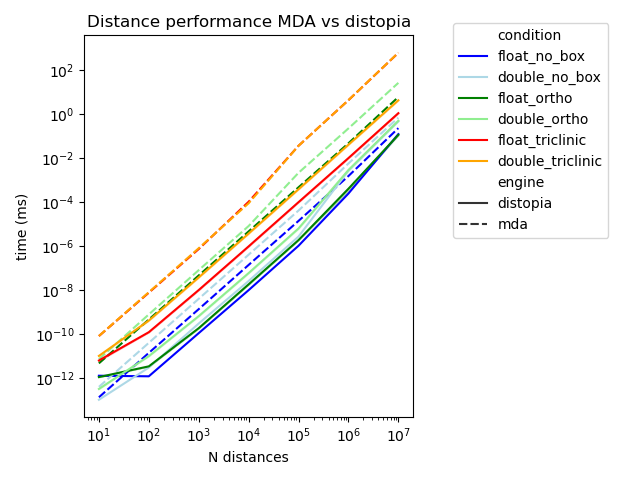 Distance performance MDA vs distopia
time (ms)
10²
10⁰
10⁻²
10⁻⁴
10⁻⁶
10⁻⁸
10⁻¹⁰
10⁻¹²
10¹ 10² 10³ 10⁴ 10⁵ 10⁶ 10⁷
N distances
condition
float_no_box
double_no_box
float_ortho
double_ortho
float_triclinic
double_triclinic
engine
distopia
mda